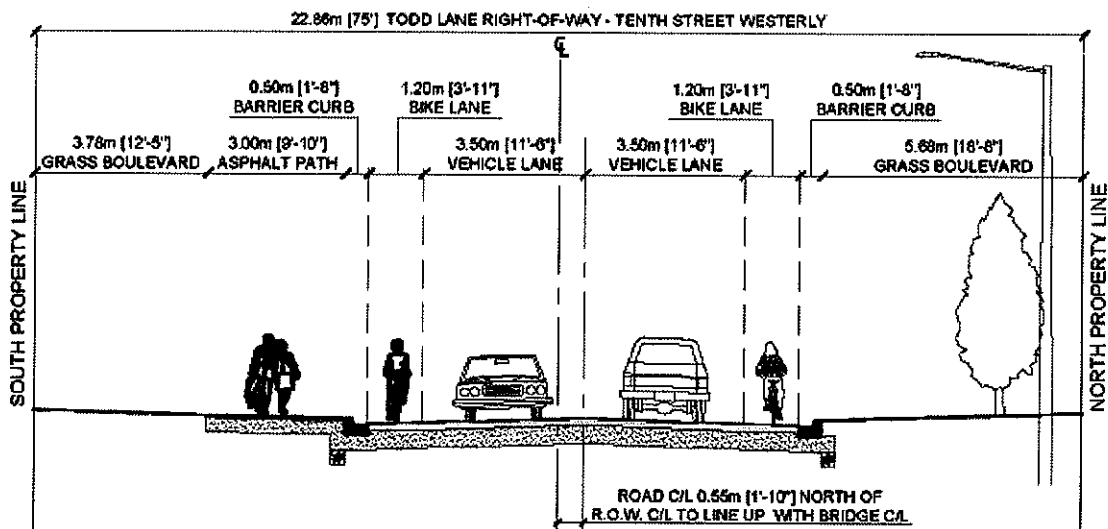 22.86m [75'] TODD LANE RIGHT-OF-WAY - TENTH STREET WESTERLY
℄
0.50m [1'-8"]
BARRIER CURB
1.20m [3'-11"]
BIKE LANE
1.20m [3'-11"]
BIKE LANE
0.50m [1'-8"]
BARRIER CURB
3.78m [12'-5"]
GRASS BOULEVARD
3.00m [9'-10"]
ASPHALT PATH
3.50m [11'-6"]
VEHICLE LANE
3.50m [11'-6"]
VEHICLE LANE
5.68m [18'-8"]
GRASS BOULEVARD
SOUTH PROPERTY LINE
NORTH PROPERTY LINE
ROAD C/L 0.55m [1'-10"] NORTH OF
R.O.W. C/L TO LINE UP WITH BRIDGE C/L